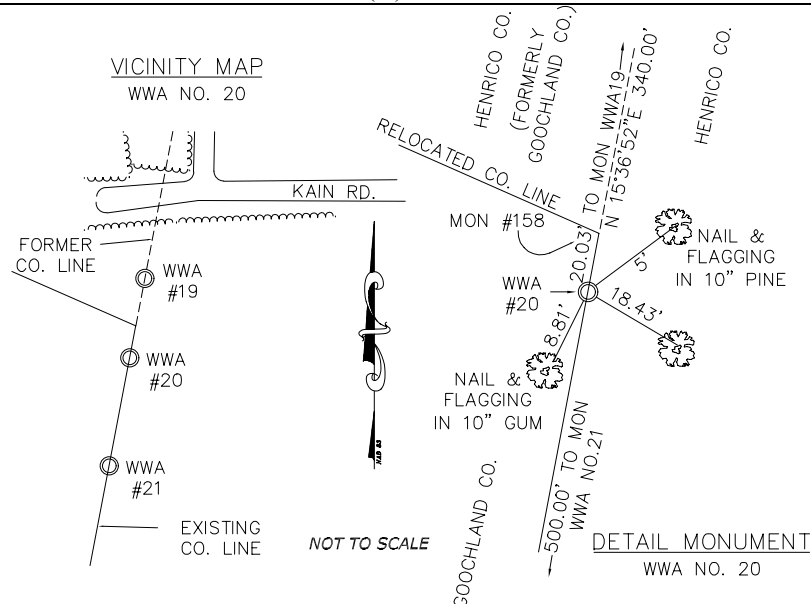 VICINITY MAP
WWA NO. 20
KAIN RD.
FORMER
CO. LINE
WWA
#19
WWA
#20
WWA
#21
EXISTING
CO. LINE
NAD 83
NOT TO SCALE
HENRICO CO.
(FORMERLY
GOOCHLAND CO.)
HENRICO CO.
RELOCATED CO. LINE
MON #158
20.03' TO MON WWA19
N 15°36'52"E 340.00'
WWA
#20
5'
NAIL &
FLAGGING
IN 10" PINE
18.43'
8.81'
NAIL &
FLAGGING
IN 10" GUM
GOOCHLAND CO.
500.00' TO MON
WWA NO.21
DETAIL MONUMENT
WWA NO. 20